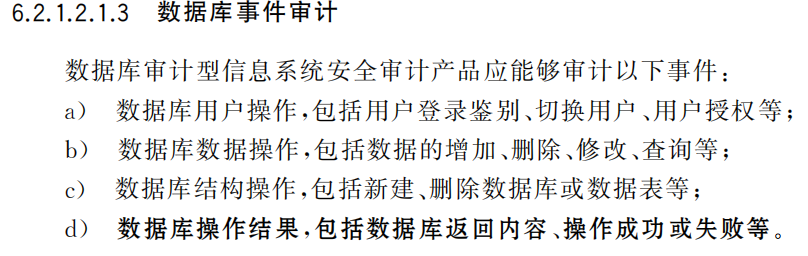 6.2.1.2.1.3 数据库事件审计
数据库审计型信息系统安全审计产品应能够审计以下事件:
a) 数据库用户操作,包括用户登录鉴别、切换用户、用户授权等;
b) 数据库数据操作,包括数据的增加、删除、修改、查询等;
c) 数据库结构操作,包括新建、删除数据库或数据表等;
d) 数据库操作结果,包括数据库返回内容、操作成功或失败等。